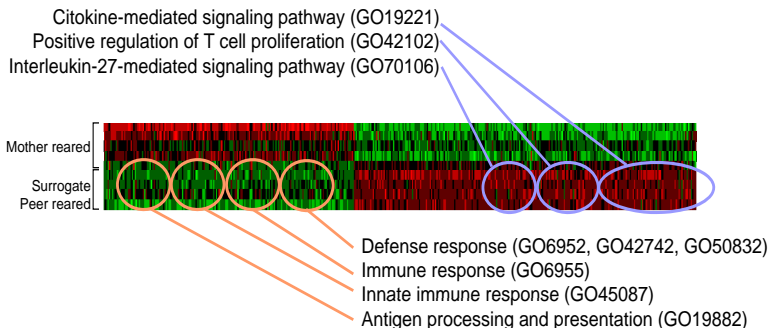 Citokine-mediated signaling pathway (GO19221)
Positive regulation of T cell proliferation (GO42102)
Interleukin-27-mediated signaling pathway (GO70106)
Mother reared
Surrogate
Peer reared
Defense response (GO6952, GO42742, GO50832)
Immune response (GO6955)
Innate immune response (GO45087)
Antigen processing and presentation (GO19882)